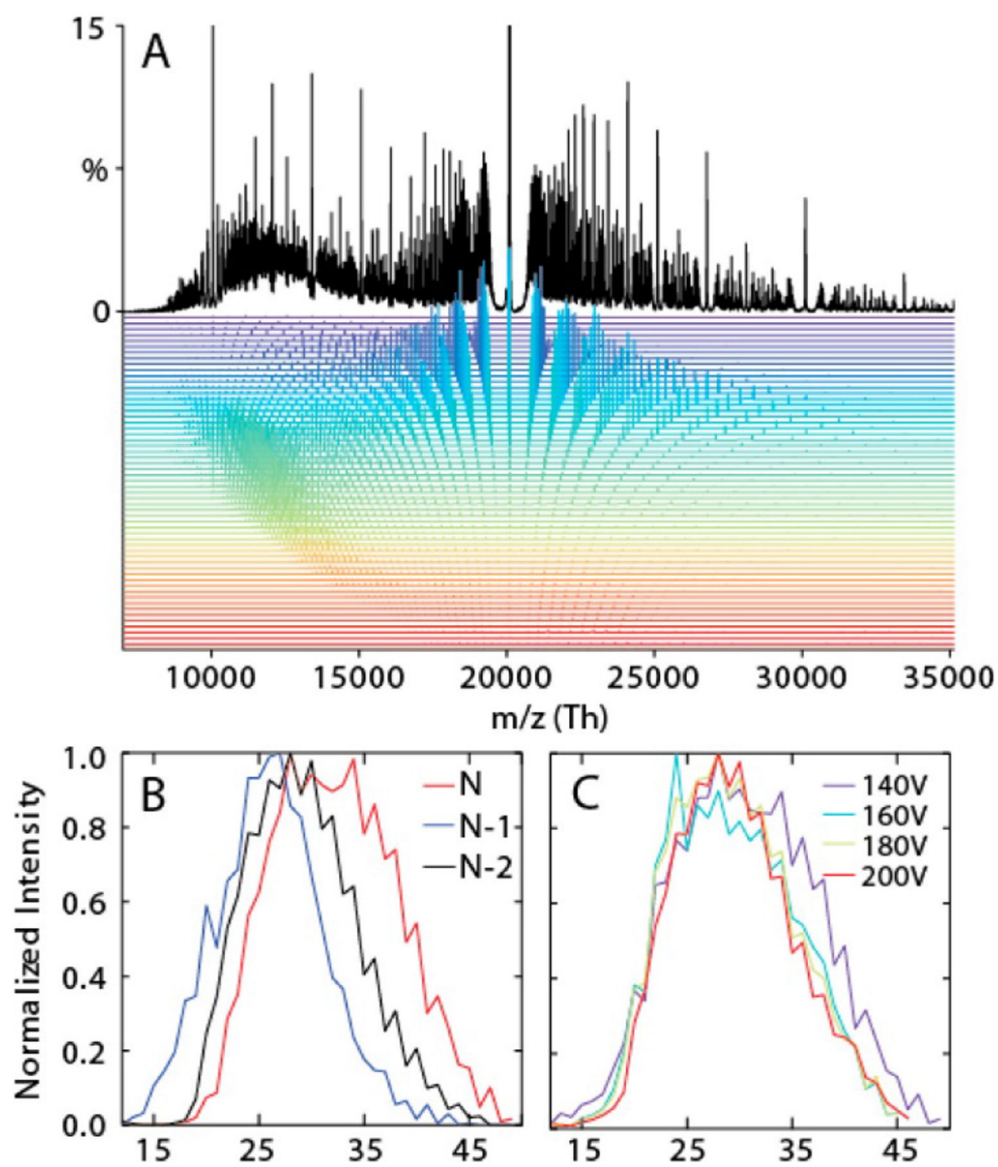 15
A
%
0
10000 15000 20000 25000 30000 35000
m/z (Th)
Normalized Intensity
1.0
0.8
0.6
0.4
0.2
0.0
B
N
N-1
N-2
15 25 35 45
C
140V
160V
180V
200V
15 25 35 45